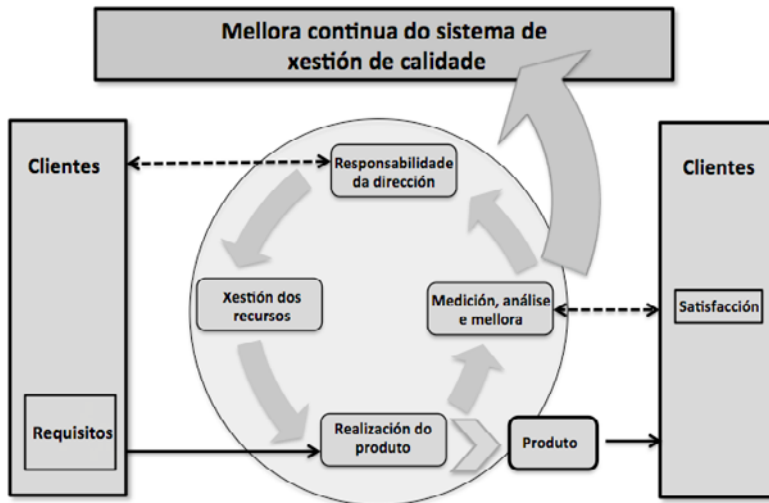 Mellora continua do sistema de
xestión de calidade
Clientes
Responsabilidade
da dirección
Clientes
Xestión dos
recursos
Medición, análise
e mellora
Satisfacción
Requisitos
Realización do
produto
Produto